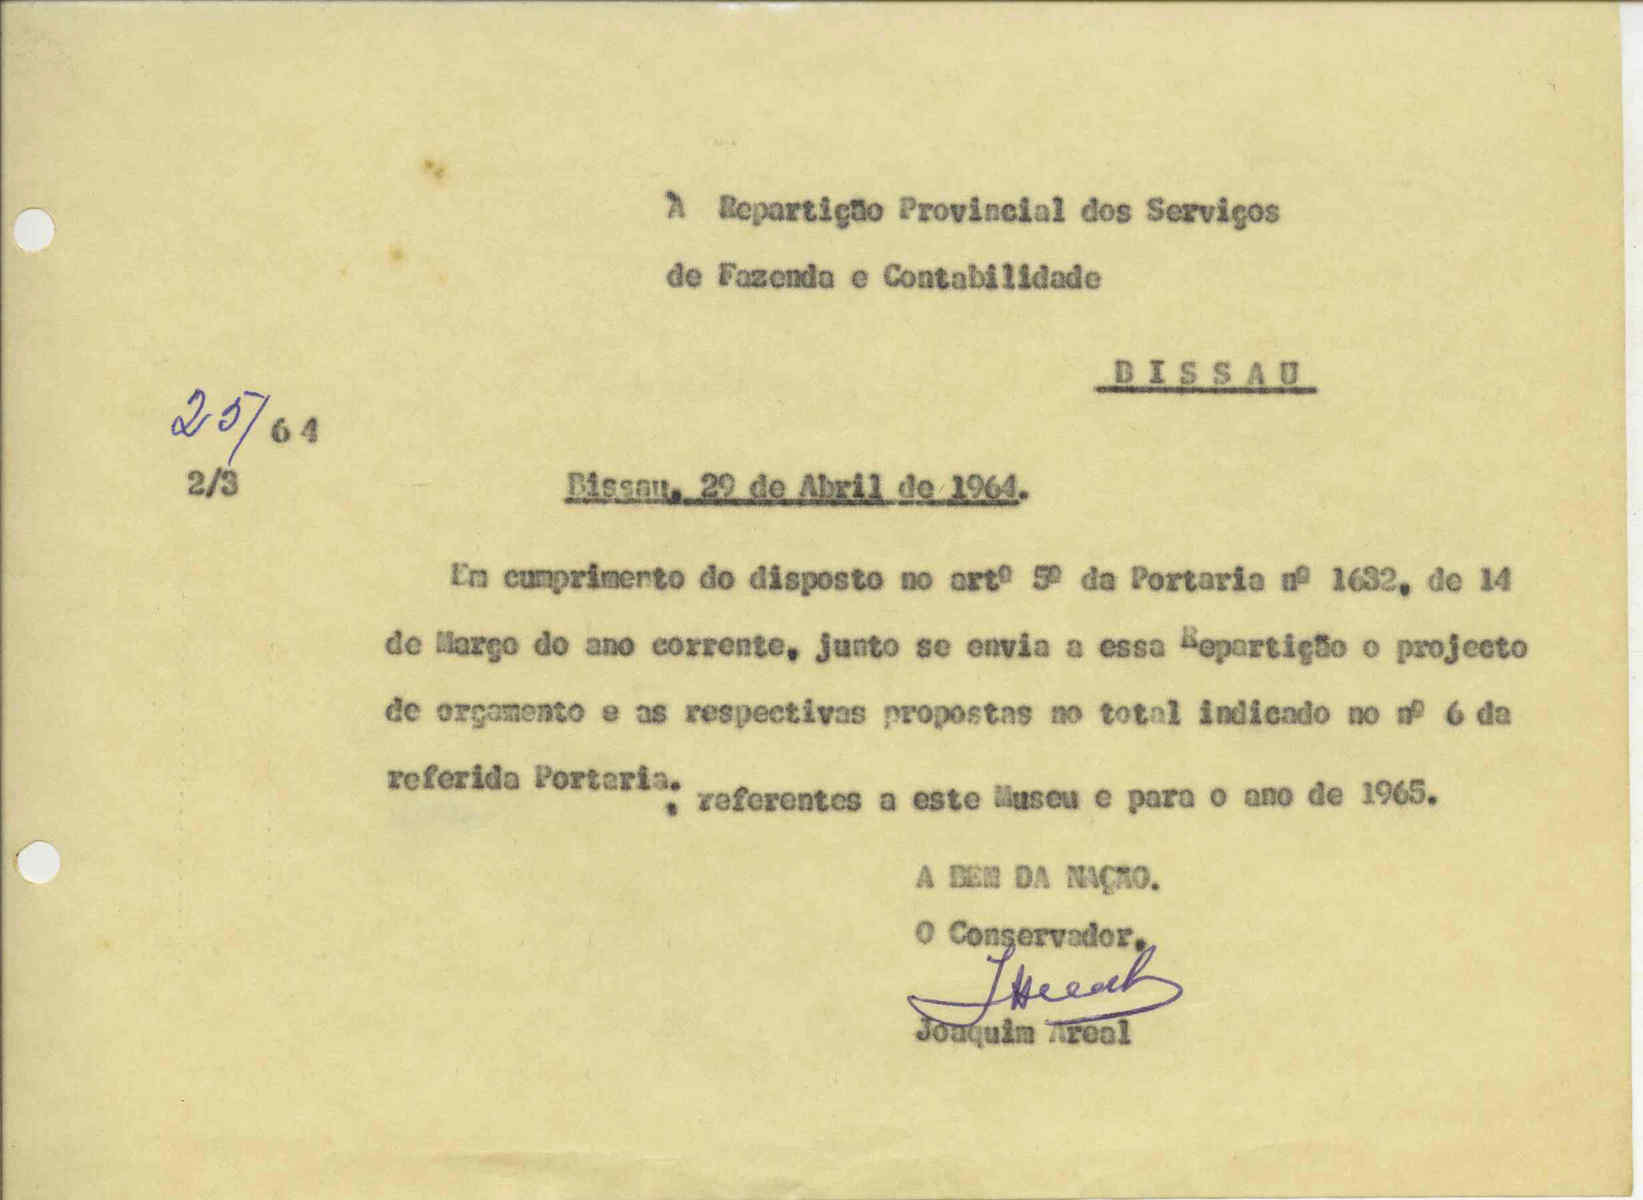 À Repartição Provincial dos Serviços
de Fazenda e Contabilidade
BISSAU
25/64
2/3
Bissau, 29 de Abril de 1964.
Em cumprimento do disposto no artº 5º da Portaria nº 1632, de 14
de Março do ano corrente, junto se envia a essa Repartição o projecto
de orçamento e as respectivas propostas no total indicado no nº 6 da
referida Portaria, referentes a este Museu e para o ano de 1965.
A BEM DA NAÇÃO.
O Conservador,
JAreal
Joaquim Areal